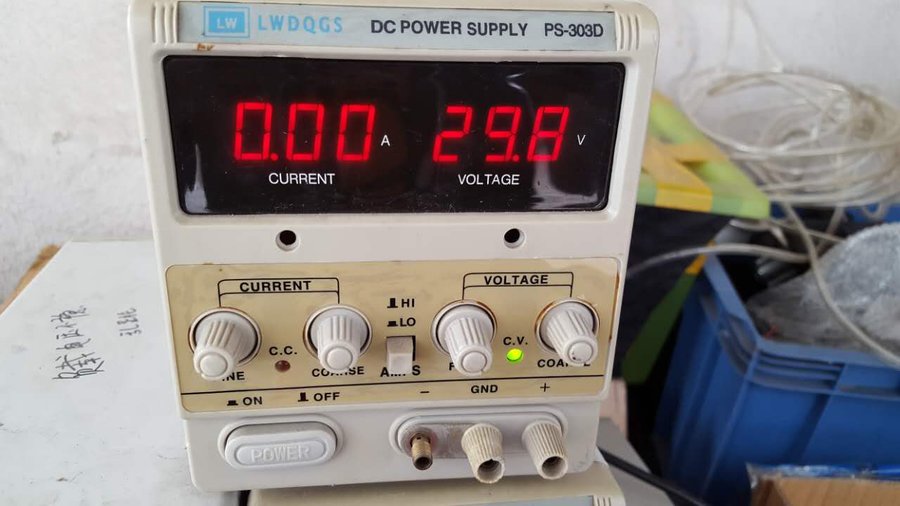 LW LWDQGS DC POWER SUPPLY PS-303D
0.00 A 29.8 V
CURRENT VOLTAGE
CURRENT VOLTAGE
HI
LO
C.C. C.V.
COARSE AMPS
ON OFF - GND +
POWER